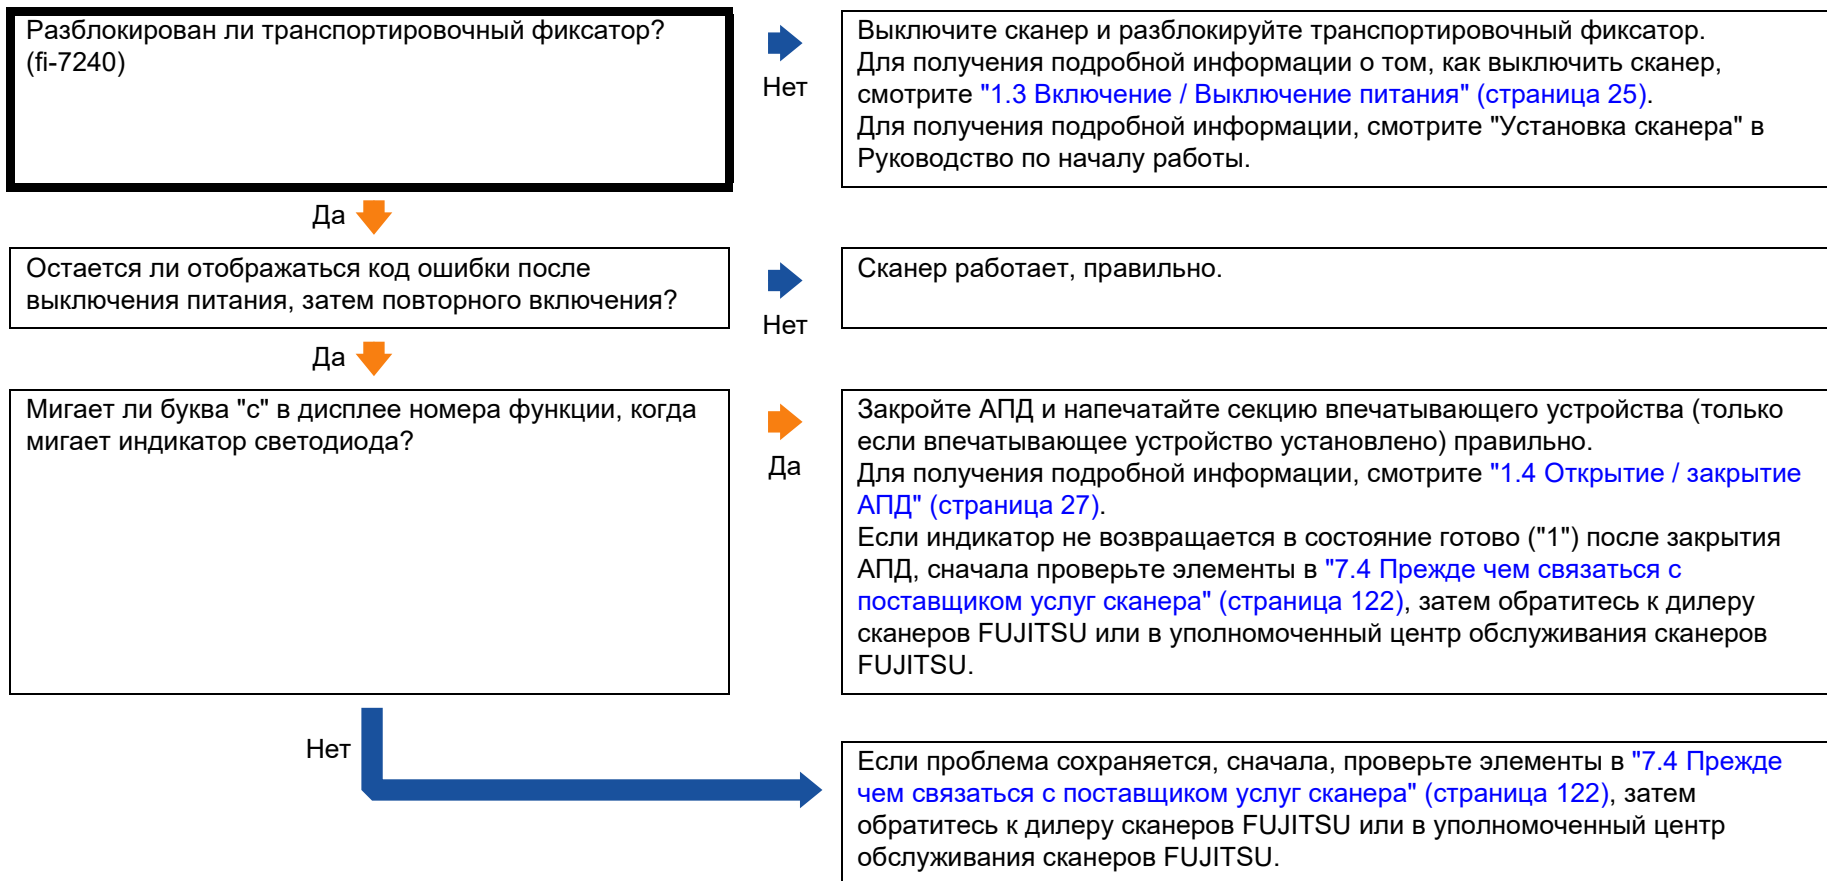 Разблокирован ли транспортировочный фиксатор?
(fi-7240)
Нет
Выключите сканер и разблокируйте транспортировочный фиксатор.
Для получения подробной информации о том, как выключить сканер,
смотрите "1.3 Включение / Выключение питания" (страница 25).
Для получения подробной информации, смотрите "Установка сканера" в
Руководство по началу работы.
Да
Остается ли отображаться код ошибки после
выключения питания, затем повторного включения?
Нет
Сканер работает, правильно.
Да
Мигает ли буква "c" в дисплее номера функции, когда
мигает индикатор светодиода?
Да
Закройте АПД и напечатайте секцию впечатывающего устройства (только
если впечатывающее устройство установлено) правильно.
Для получения подробной информации, смотрите "1.4 Открытие / закрытие
АПД" (страница 27).
Если индикатор не возвращается в состояние готово ("1") после закрытия
АПД, сначала проверьте элементы в "7.4 Прежде чем связаться с
поставщиком услуг сканера" (страница 122), затем обратитесь к дилеру
сканеров FUJITSU или в уполномоченный центр обслуживания сканеров
FUJITSU.
Нет
Если проблема сохраняется, сначала, проверьте элементы в "7.4 Прежде
чем связаться с поставщиком услуг сканера" (страница 122), затем
обратитесь к дилеру сканеров FUJITSU или в уполномоченный центр
обслуживания сканеров FUJITSU.